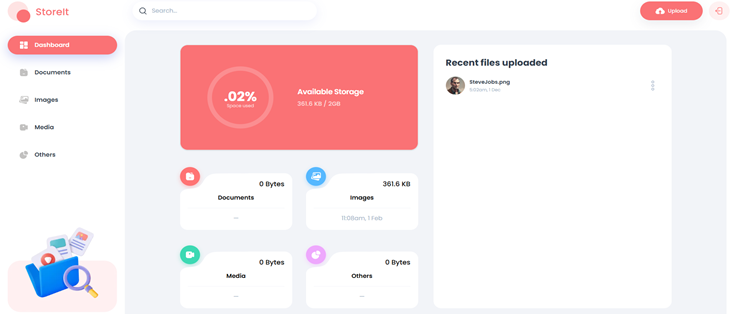 StoreIt
Search...
Upload
Dashboard
Documents
Images
Media
Others
.02%
Space used
Available Storage
361.6 KB / 2GB
0 Bytes
Documents
—
361.6 KB
Images
11:08am, 1 Feb
0 Bytes
Media
—
0 Bytes
Others
—
Recent files uploaded
SteveJobs.png
5:03am, 1 Dec